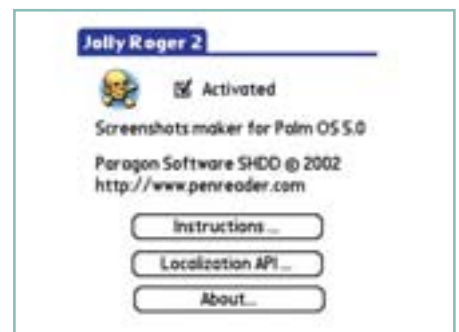 Jolly Roger 2
Activated
Screenshots maker for Palm OS 5.0
Paragon Software SHDD © 2002
http://www.penreader.com
Instructions ...
Localization API ...
About...